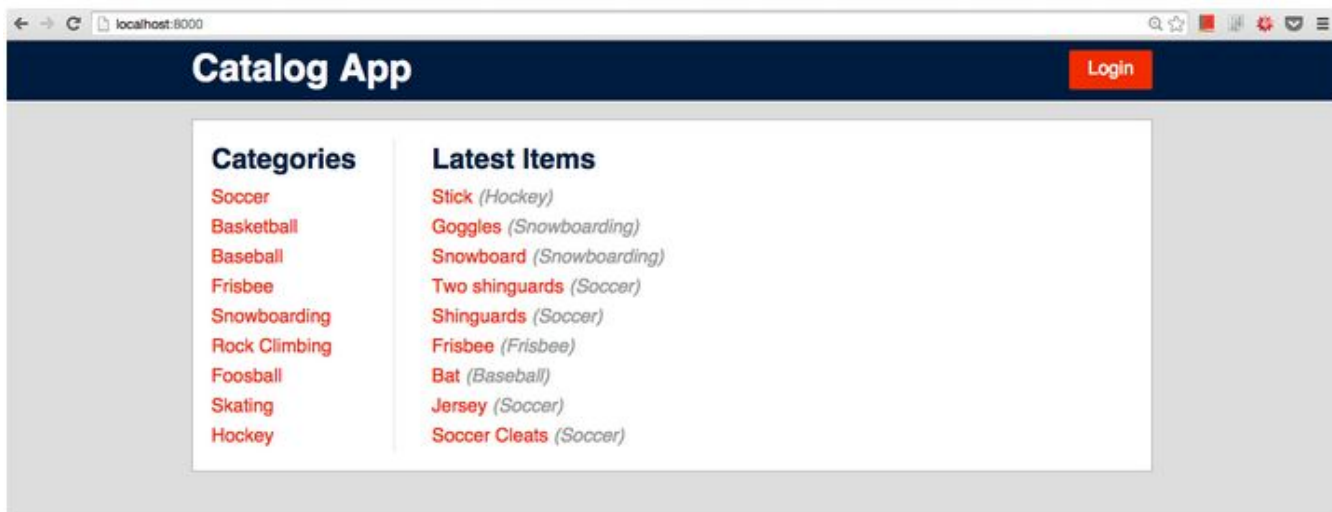 localhost:8000
Catalog App
Login
Categories
Soccer
Basketball
Baseball
Frisbee
Snowboarding
Rock Climbing
Foosball
Skating
Hockey
Latest Items
Stick (Hockey)
Goggles (Snowboarding)
Snowboard (Snowboarding)
Two shinguards (Soccer)
Shinguards (Soccer)
Frisbee (Frisbee)
Bat (Baseball)
Jersey (Soccer)
Soccer Cleats (Soccer)